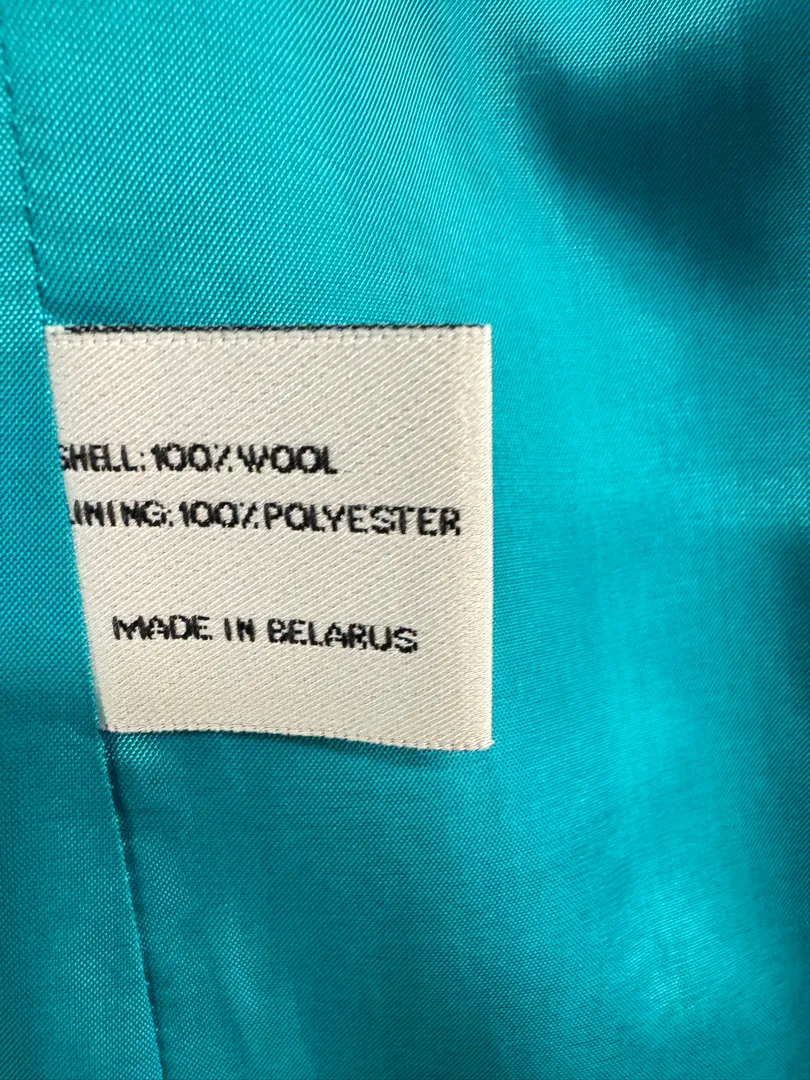 SHELL: 100% WOOL
LINING: 100% POLYESTER
MADE IN BELARUS